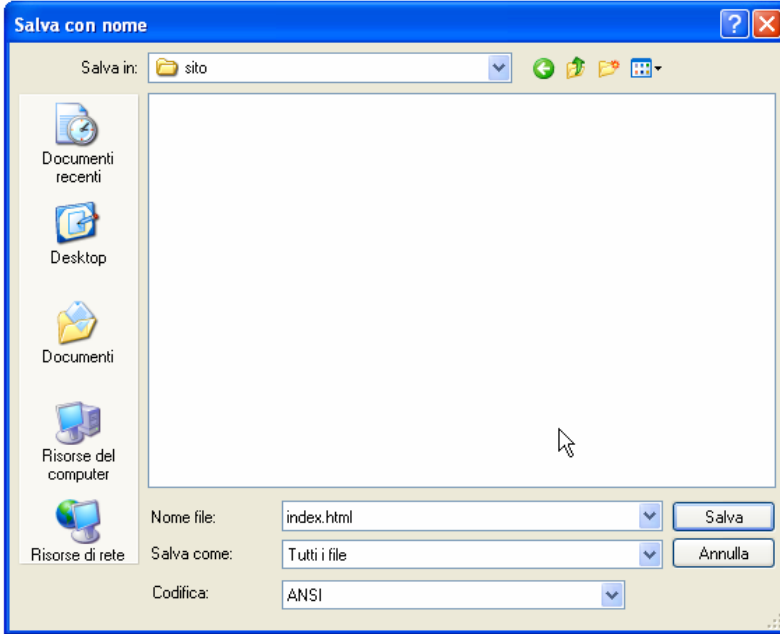 Salva con nome
Salva in:
sito
Documenti
recenti
Desktop
Documenti
Risorse del
computer
Risorse di rete
Nome file:
index.html
Salva
Salva come:
Tutti i file
Annulla
Codifica:
ANSI